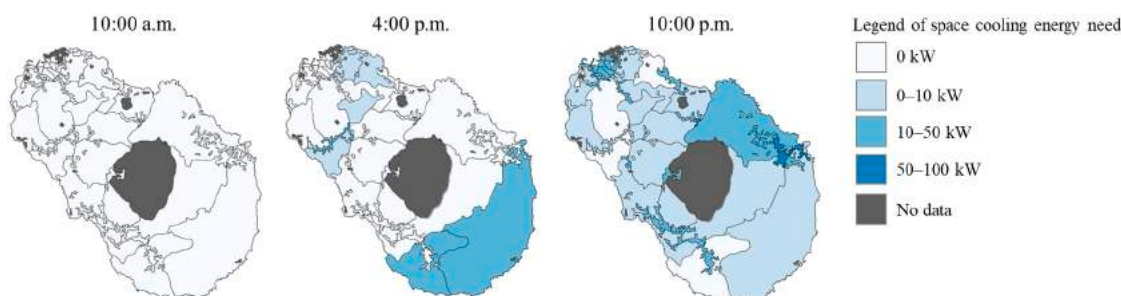 10:00 a.m.
4:00 p.m.
10:00 p.m.
Legend of space cooling energy need
0 kW
0–10 kW
10–50 kW
50–100 kW
No data